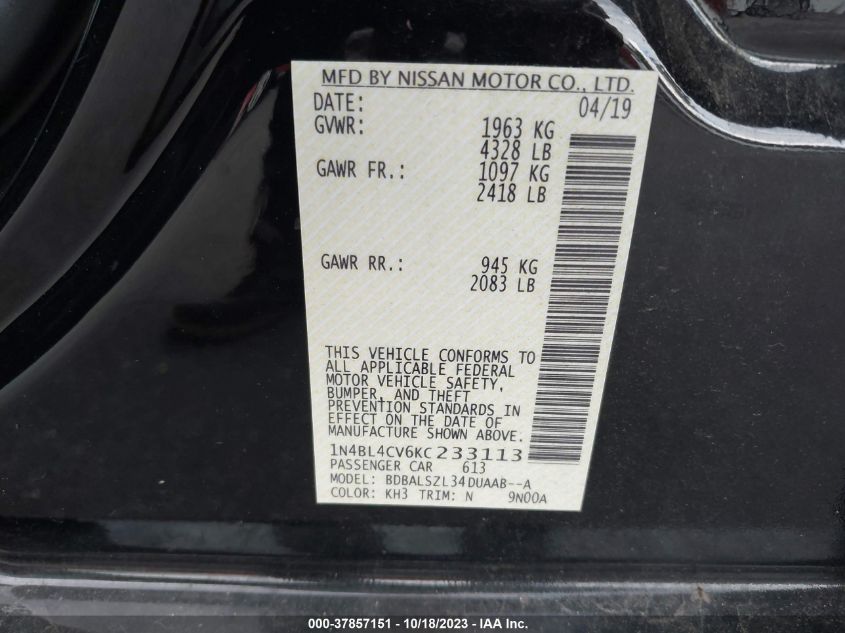 MFD BY NISSAN MOTOR CO., LTD.
DATE: 04/19
GVWR: 1963 KG
4328 LB
GAWR FR.: 1097 KG
2418 LB
GAWR RR.: 945 KG
2083 LB
THIS VEHICLE CONFORMS TO
ALL APPLICABLE FEDERAL
MOTOR VEHICLE SAFETY,
BUMPER, AND THEFT
PREVENTION STANDARDS IN
EFFECT ON THE DATE OF
MANUFACTURE SHOWN ABOVE.
1N4BL4CV6KC233113
PASSENGER CAR 613
MODEL: BDBALSZL34DUAAB--A
COLOR: KH3 TRIM: N 9N00A
000-37857151 - 10/18/2023 - © IAA, Inc.